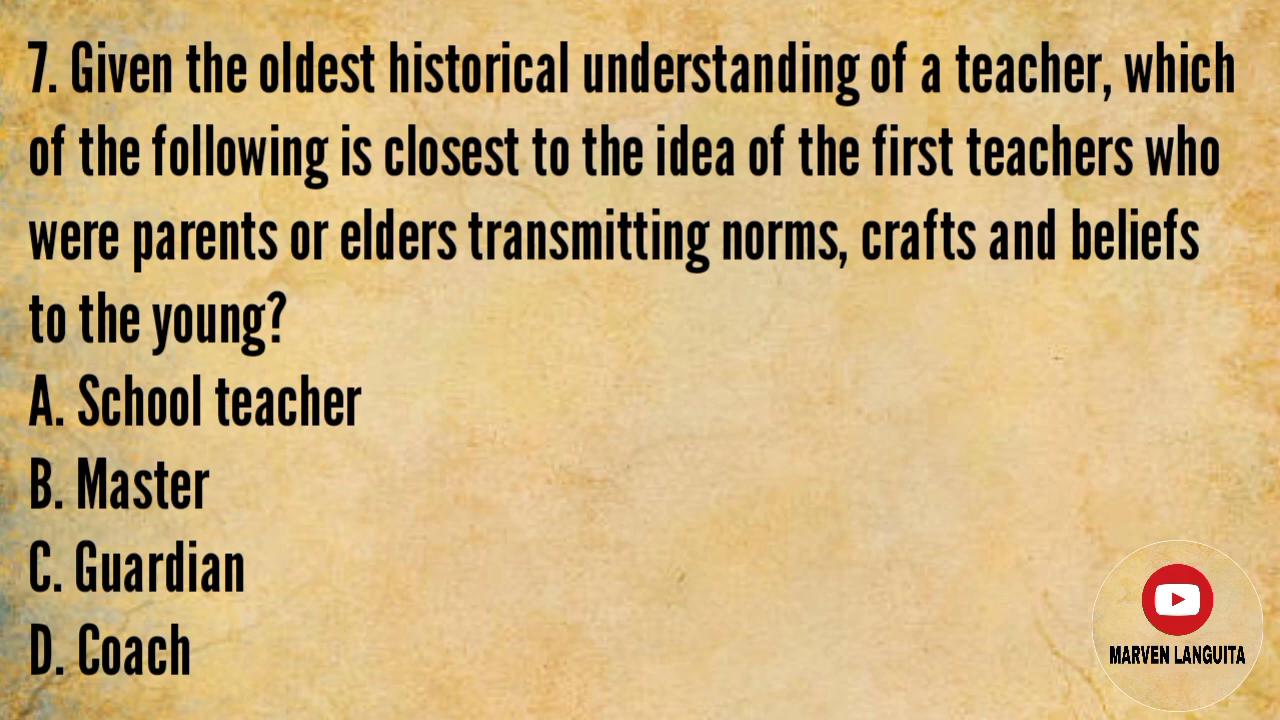 7. Given the oldest historical understanding of a teacher, which
of the following is closest to the idea of the first teachers who
were parents or elders transmitting norms, crafts and beliefs
to the young?
A. School teacher
B. Master
C. Guardian
D. Coach
MARVEN LANGUITA